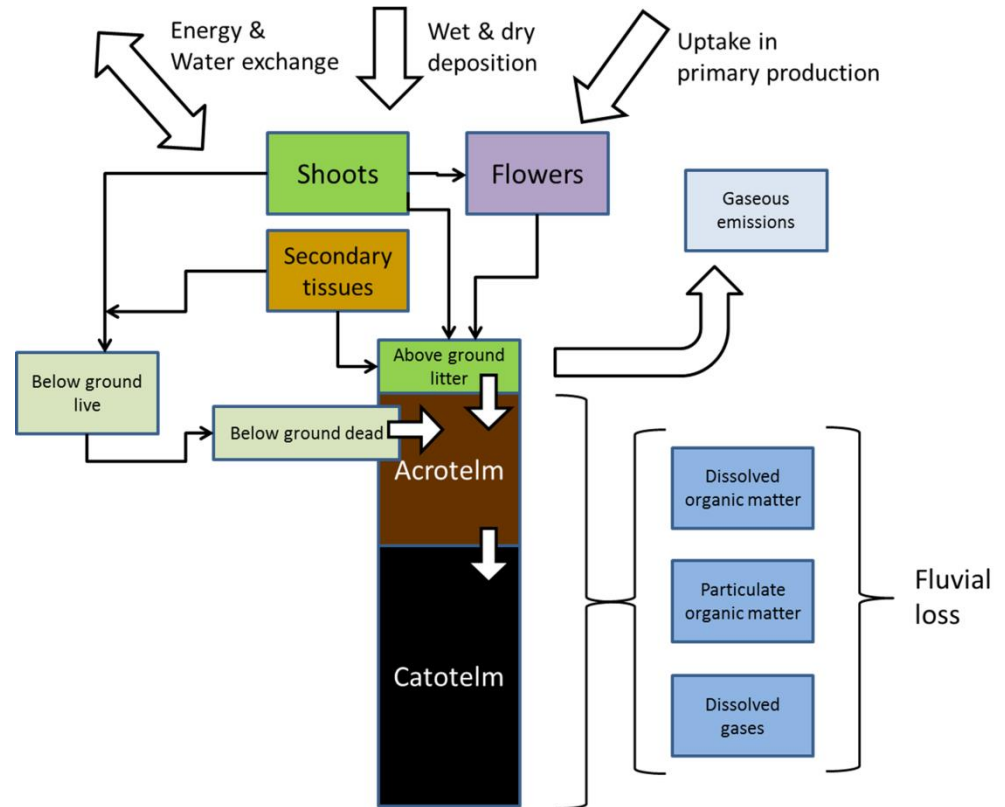 Energy &
Water exchange
Wet & dry
deposition
Uptake in
primary production
Shoots
Flowers
Gaseous
emissions
Secondary
tissues
Above ground
litter
Below ground
live
Below ground dead
Acrotelm
Dissolved
organic matter
Particulate
organic matter
Fluvial
loss
Catotelm
Dissolved
gases